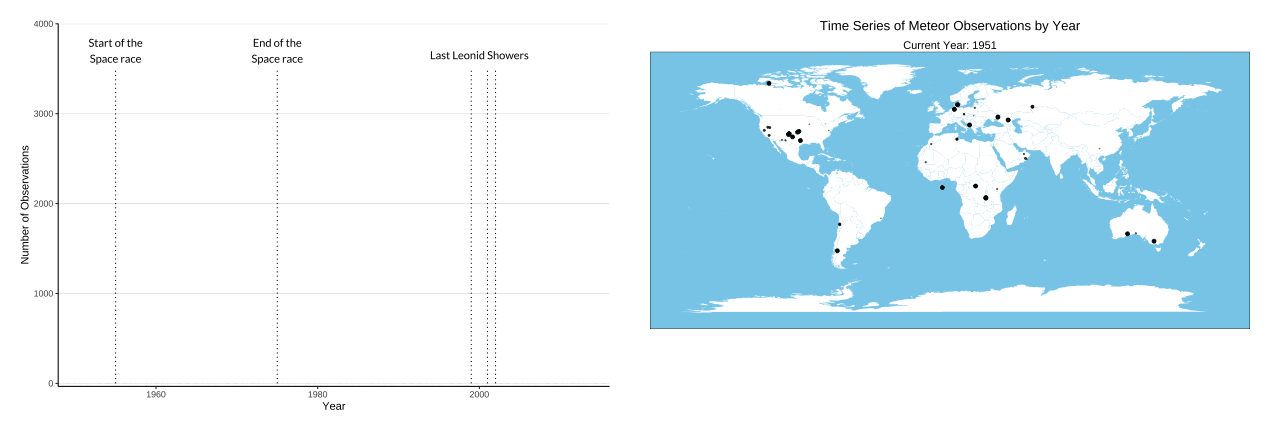 4000
3000
2000
1000
0
Number of Observations
Start of the
Space race
End of the
Space race
Last Leonid Showers
1960
1980
2000
Year
Time Series of Meteor Observations by Year
Current Year: 1951